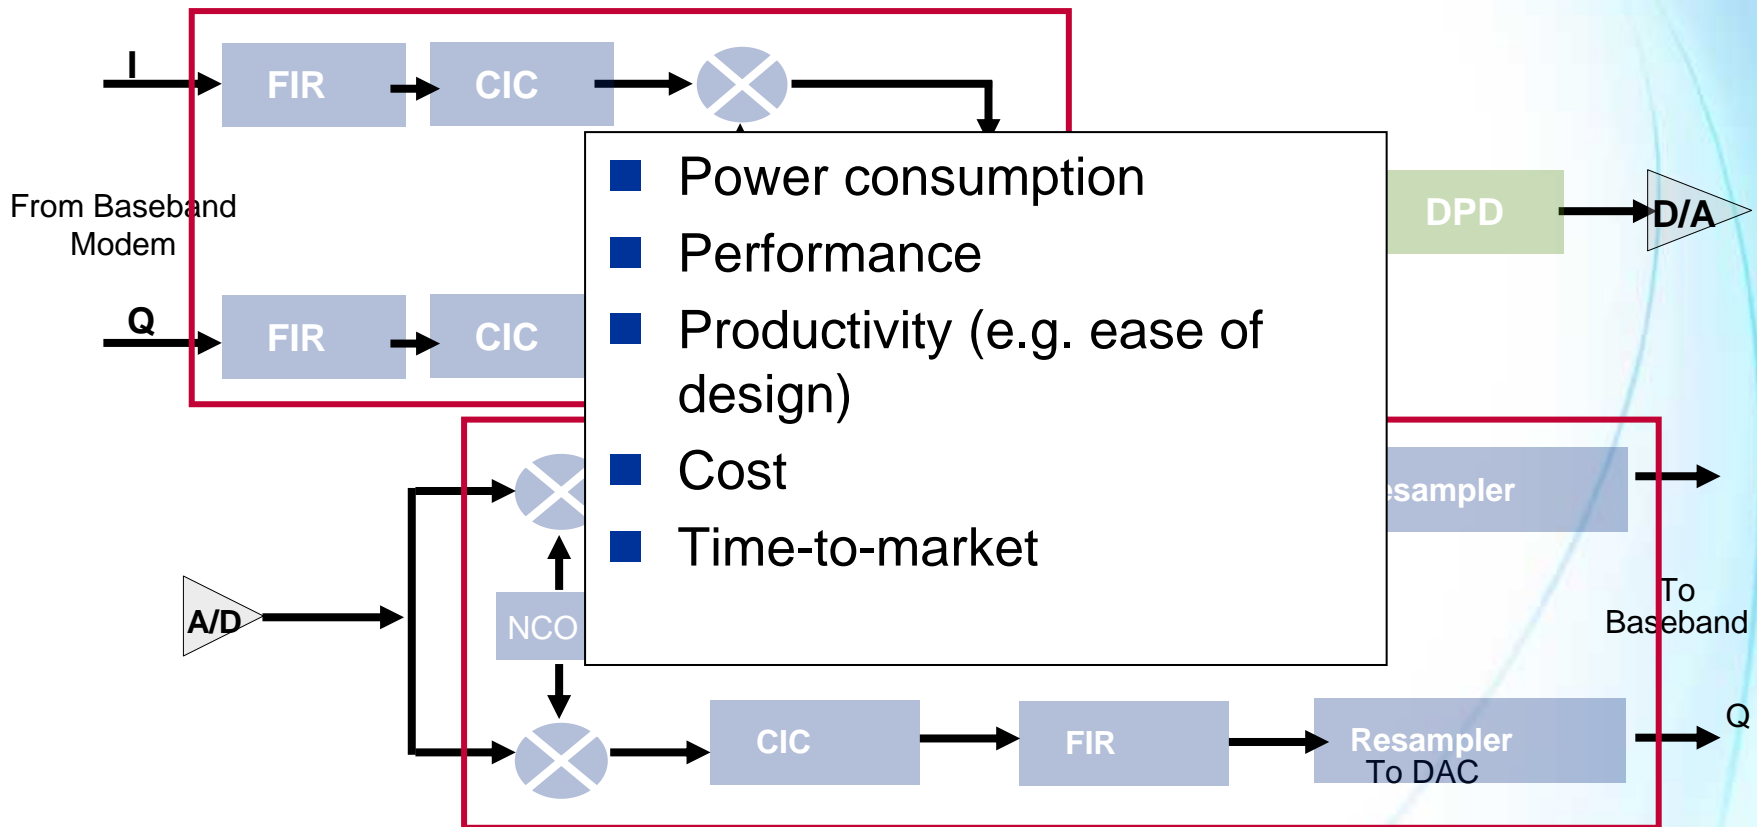 I
FIR
CIC
From Baseband
Modem
DPD
D/A
Q
FIR
CIC
Power consumption
Performance
Productivity (e.g. ease of
design)
Cost
Time-to-market
esampler
A/D
NCO
To
Baseband
CIC
FIR
Resampler
To DAC
Q